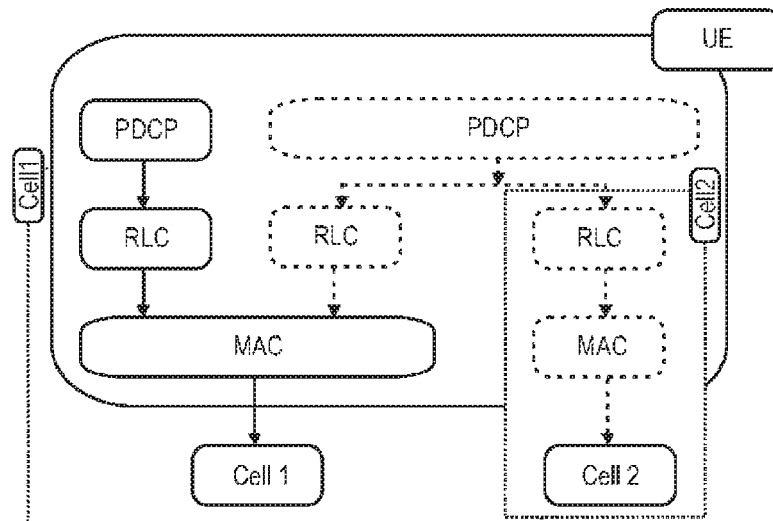 UE
PDCP
PDCP
Cell1
Cell2
RLC
RLC
RLC
MAC
MAC
Cell 1
Cell 2